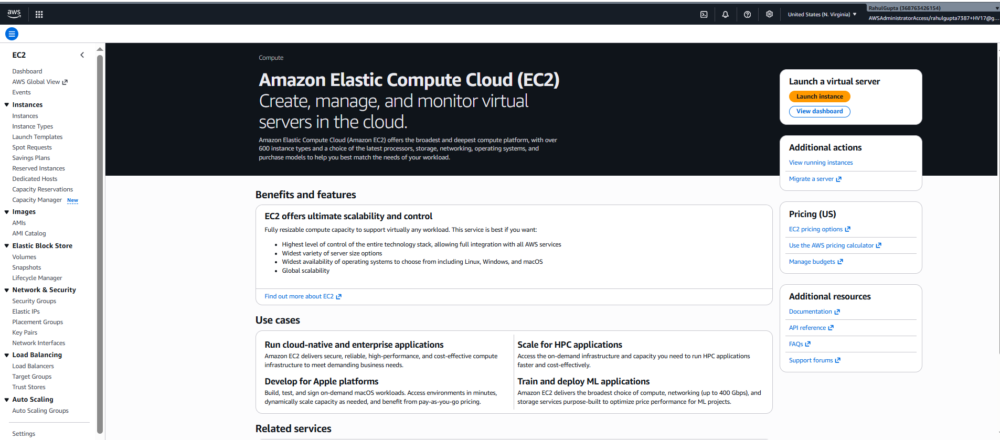 aws
United States (N. Virginia)
RahulGupta (368763426154)
AWSAdministratorAccess/rahulgupta7387+HV17@g...
EC2
Dashboard
AWS Global View
Events
Instances
Instances
Instance Types
Launch Templates
Spot Requests
Savings Plans
Reserved Instances
Dedicated Hosts
Capacity Reservations
Capacity Manager New
Images
AMIs
AMI Catalog
Elastic Block Store
Volumes
Snapshots
Lifecycle Manager
Network & Security
Security Groups
Elastic IPs
Placement Groups
Key Pairs
Network Interfaces
Load Balancing
Load Balancers
Target Groups
Trust Stores
Auto Scaling
Auto Scaling Groups
Settings
Compute
Amazon Elastic Compute Cloud (EC2)
Create, manage, and monitor virtual
servers in the cloud.
Amazon Elastic Compute Cloud (Amazon EC2) offers the broadest and deepest compute platform, with over
600 instance types and a choice of the latest processors, storage, networking, operating systems, and
purchase models to help you best match the needs of your workload.
Benefits and features
EC2 offers ultimate scalability and control
Fully resizable compute capacity to support virtually any workload. This service is best if you want:
• Highest level of control of the entire technology stack, allowing full integration with all AWS services
• Widest variety of server size options
• Widest availability of operating systems to choose from including Linux, Windows, and macOS
• Global scalability
Find out more about EC2
Use cases
Run cloud-native and enterprise applications
Amazon EC2 delivers secure, reliable, high-performance, and cost-effective compute
infrastructure to meet demanding business needs.
Develop for Apple platforms
Build, test, and sign on-demand macOS workloads. Access environments in minutes,
dynamically scale capacity as needed, and benefit from pay-as-you-go pricing.
Scale for HPC applications
Access the on-demand infrastructure and capacity you need to run HPC applications
faster and cost-effectively.
Train and deploy ML applications
Amazon EC2 delivers the broadest choice of compute, networking (up to 400 Gbps), and
storage services purpose-built to optimize price performance for ML projects.
Related services
Launch a virtual server
Launch instance
View dashboard
Additional actions
View running instances
Migrate a server
Pricing (US)
EC2 pricing options
Use the AWS pricing calculator
Manage budgets
Additional resources
Documentation
API reference
FAQs
Support forums